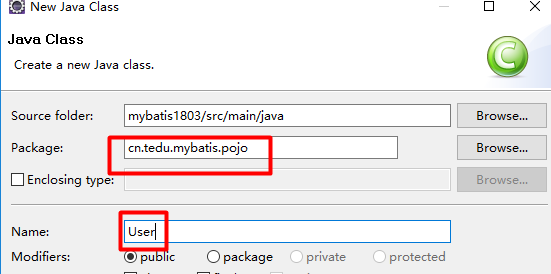 New Java Class
Java Class
Create a new Java class.
C
Source folder: mybatis1803/src/main/java Browse...
Package: cn.tedu.mybatis.pojo Browse...
Enclosing type: Browse...
Name: User
Modifiers: public package private protected